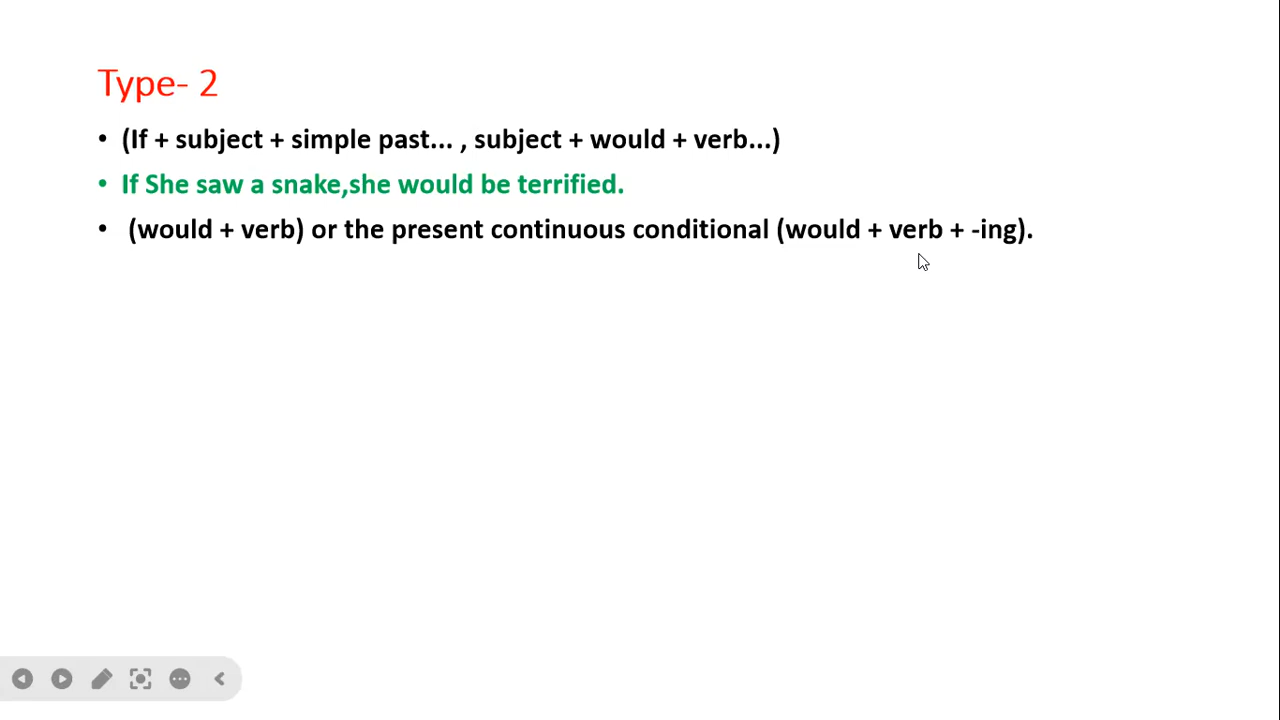 Type- 2
• (If + subject + simple past... , subject + would + verb...)
• If She saw a snake,she would be terrified.
• (would + verb) or the present continuous conditional (would + verb + -ing).